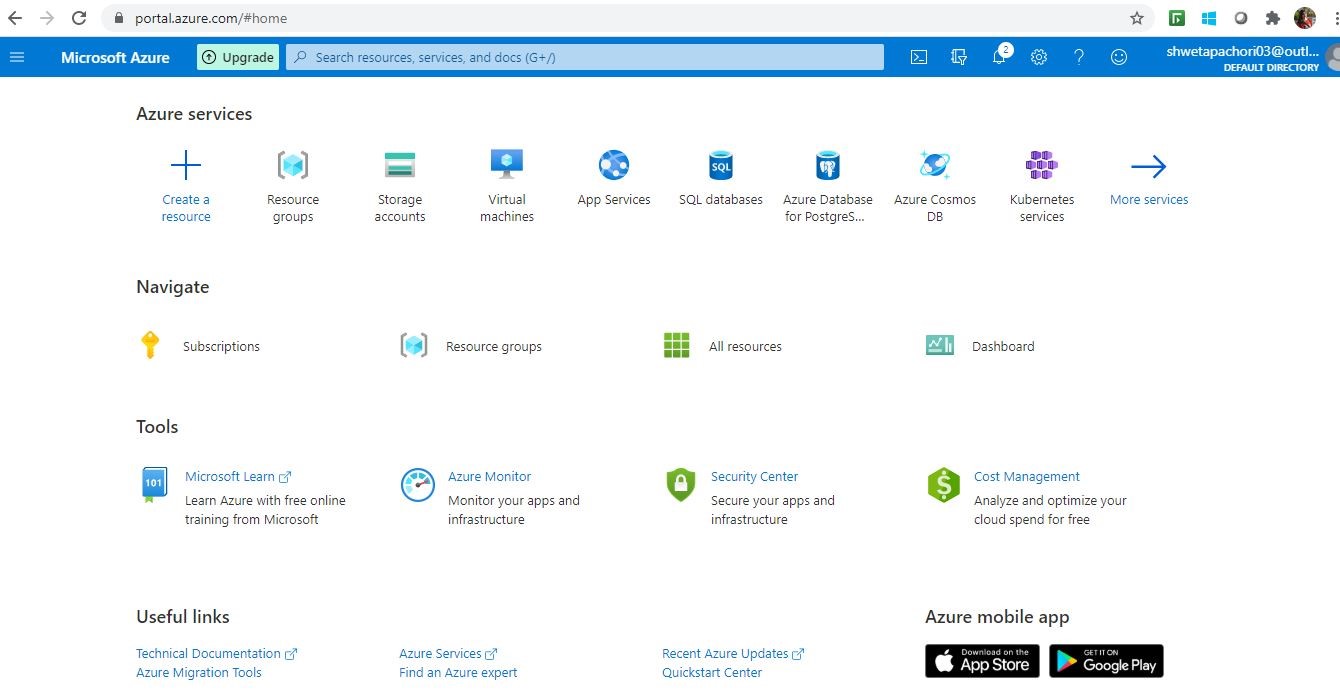 portal.azure.com/#home
Microsoft Azure
Upgrade
Search resources, services, and docs (G+/)
2
shwetapachori03@outl...
DEFAULT DIRECTORY
Azure services
Create a
resource
Resource
groups
Storage
accounts
Virtual
machines
App Services
SQL
SQL databases
Azure Database
for PostgreS...
Azure Cosmos
DB
Kubernetes
services
More services
Navigate
Subscriptions
Resource groups
All resources
Dashboard
Tools
101
Microsoft Learn
Learn Azure with free online
training from Microsoft
Azure Monitor
Monitor your apps and
infrastructure
Security Center
Secure your apps and
infrastructure
$
Cost Management
Analyze and optimize your
cloud spend for free
Useful links
Technical Documentation
Azure Migration Tools
Azure Services
Find an Azure expert
Recent Azure Updates
Quickstart Center
Azure mobile app
Download on the
App Store
GET IT ON
Google Play